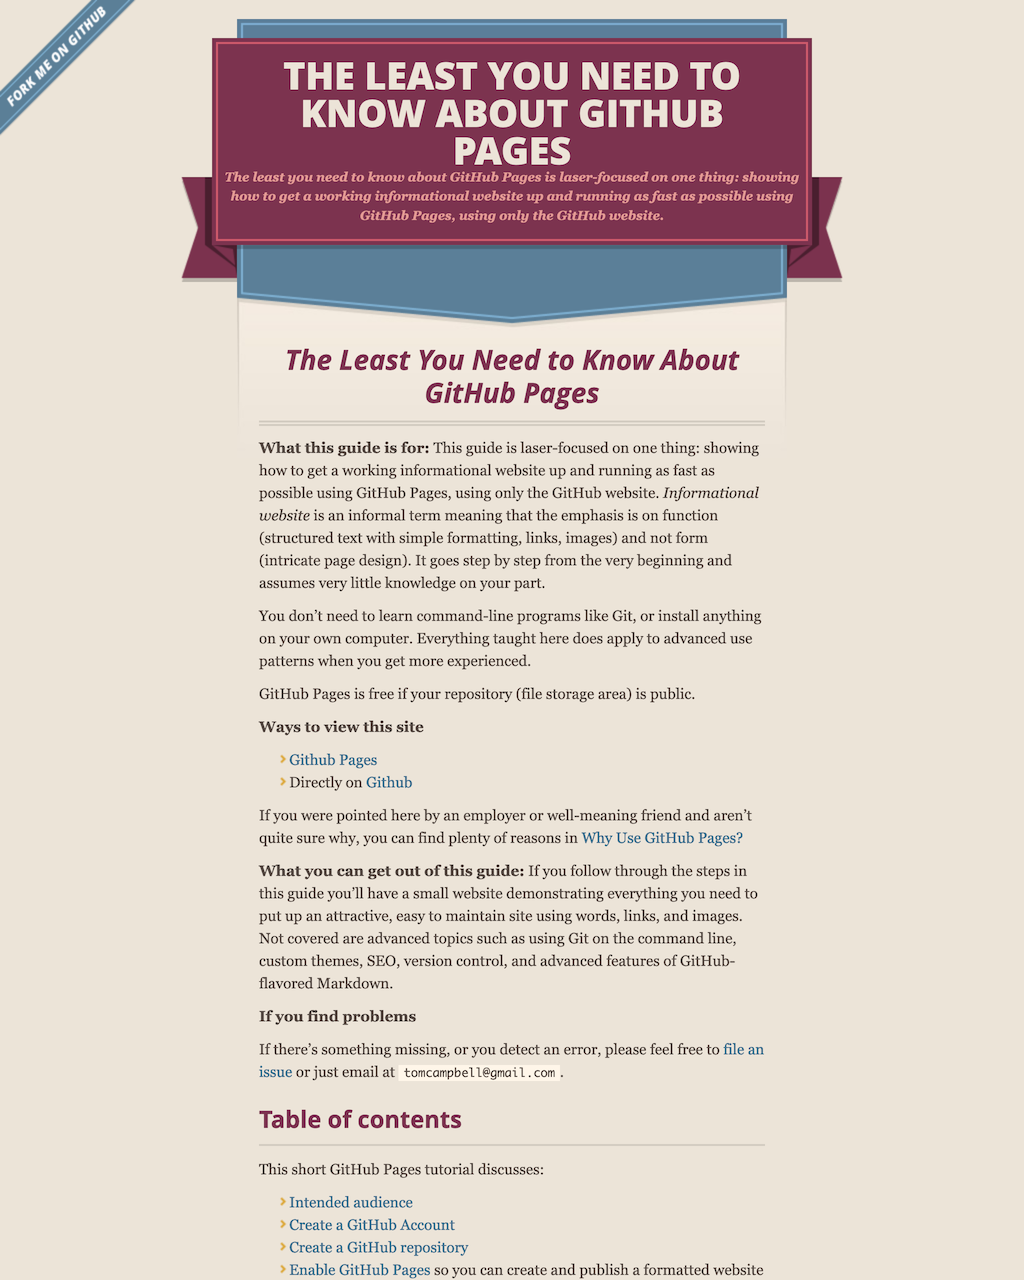 FORK ME ON GITHUB
THE LEAST YOU NEED TO
KNOW ABOUT GITHUB
PAGES
The least you need to know about GitHub Pages is laser-focused on one thing: showing
how to get a working informational website up and running as fast as possible using
GitHub Pages, using only the GitHub website.
The Least You Need to Know About
GitHub Pages
What this guide is for: This guide is laser-focused on one thing: showing
how to get a working informational website up and running as fast as
possible using GitHub Pages, using only the GitHub website. Informational
website is an informal term meaning that the emphasis is on function
(structured text with simple formatting, links, images) and not form
(intricate page design). It goes step by step from the very beginning and
assumes very little knowledge on your part.
You don’t need to learn command-line programs like Git, or install anything
on your own computer. Everything taught here does apply to advanced use
patterns when you get more experienced.
GitHub Pages is free if your repository (file storage area) is public.
Ways to view this site
Github Pages
Directly on Github
If you were pointed here by an employer or well-meaning friend and aren’t
quite sure why, you can find plenty of reasons in Why Use GitHub Pages?
What you can get out of this guide: If you follow through the steps in
this guide you’ll have a small website demonstrating everything you need to
put up an attractive, easy to maintain site using words, links, and images.
Not covered are advanced topics such as using Git on the command line,
custom themes, SEO, version control, and advanced features of GitHub-
flavored Markdown.
If you find problems
If there’s something missing, or you detect an error, please feel free to file an
issue or just email at tomcampbell@gmail.com .
Table of contents
This short GitHub Pages tutorial discusses:
Intended audience
Create a GitHub Account
Create a GitHub repository
Enable GitHub Pages so you can create and publish a formatted website